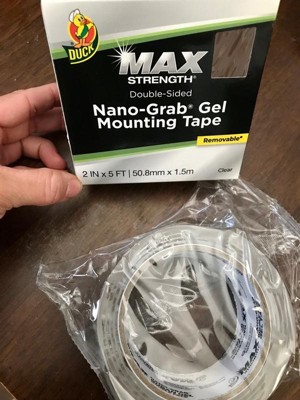 DUCK
MAX
STRENGTH®
Double-Sided
Nano-Grab® Gel
Mounting Tape
Removable*
2 IN x 5 FT | 50.8mm x 1.5m
Clear